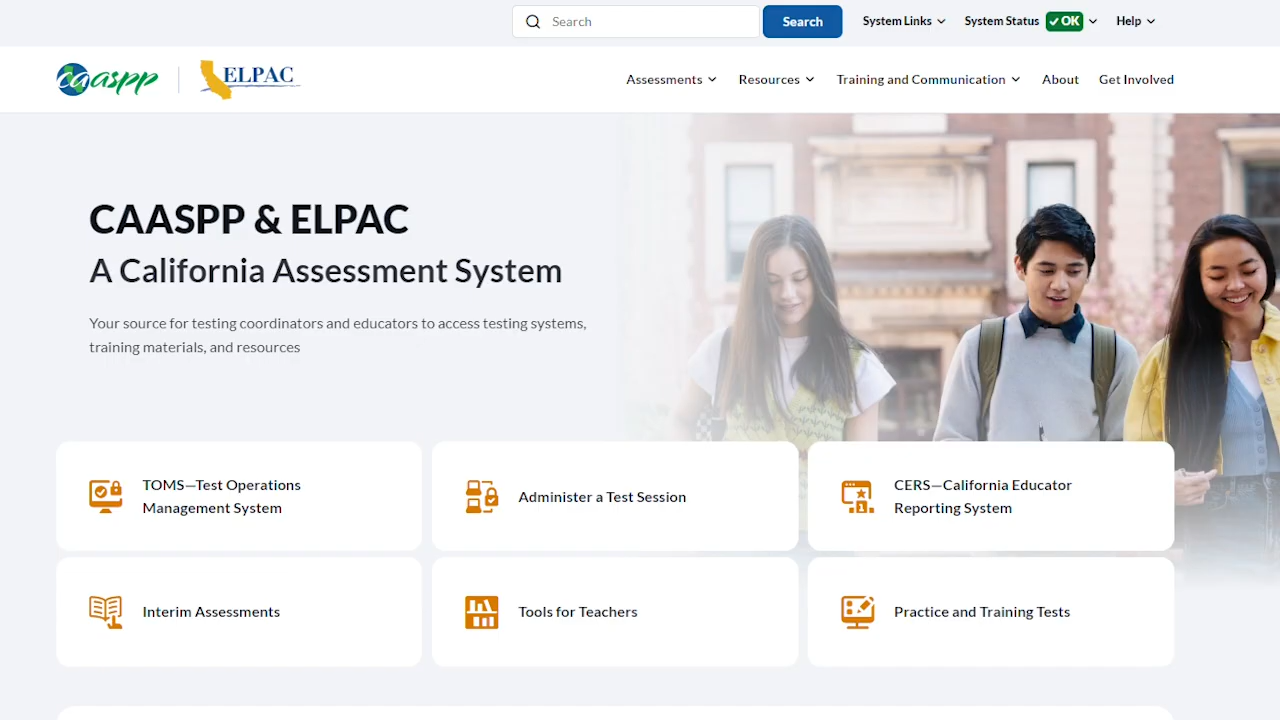 Search
Search
System Links
System Status
OK
Help
caaspp
ELPAC
Assessments
Resources
Training and Communication
About
Get Involved
CAASPP & ELPAC
A California Assessment System
Your source for testing coordinators and educators to access testing systems,
training materials, and resources
TOMS—Test Operations
Management System
Administer a Test Session
CERS—California Educator
Reporting System
Interim Assessments
Tools for Teachers
Practice and Training Tests